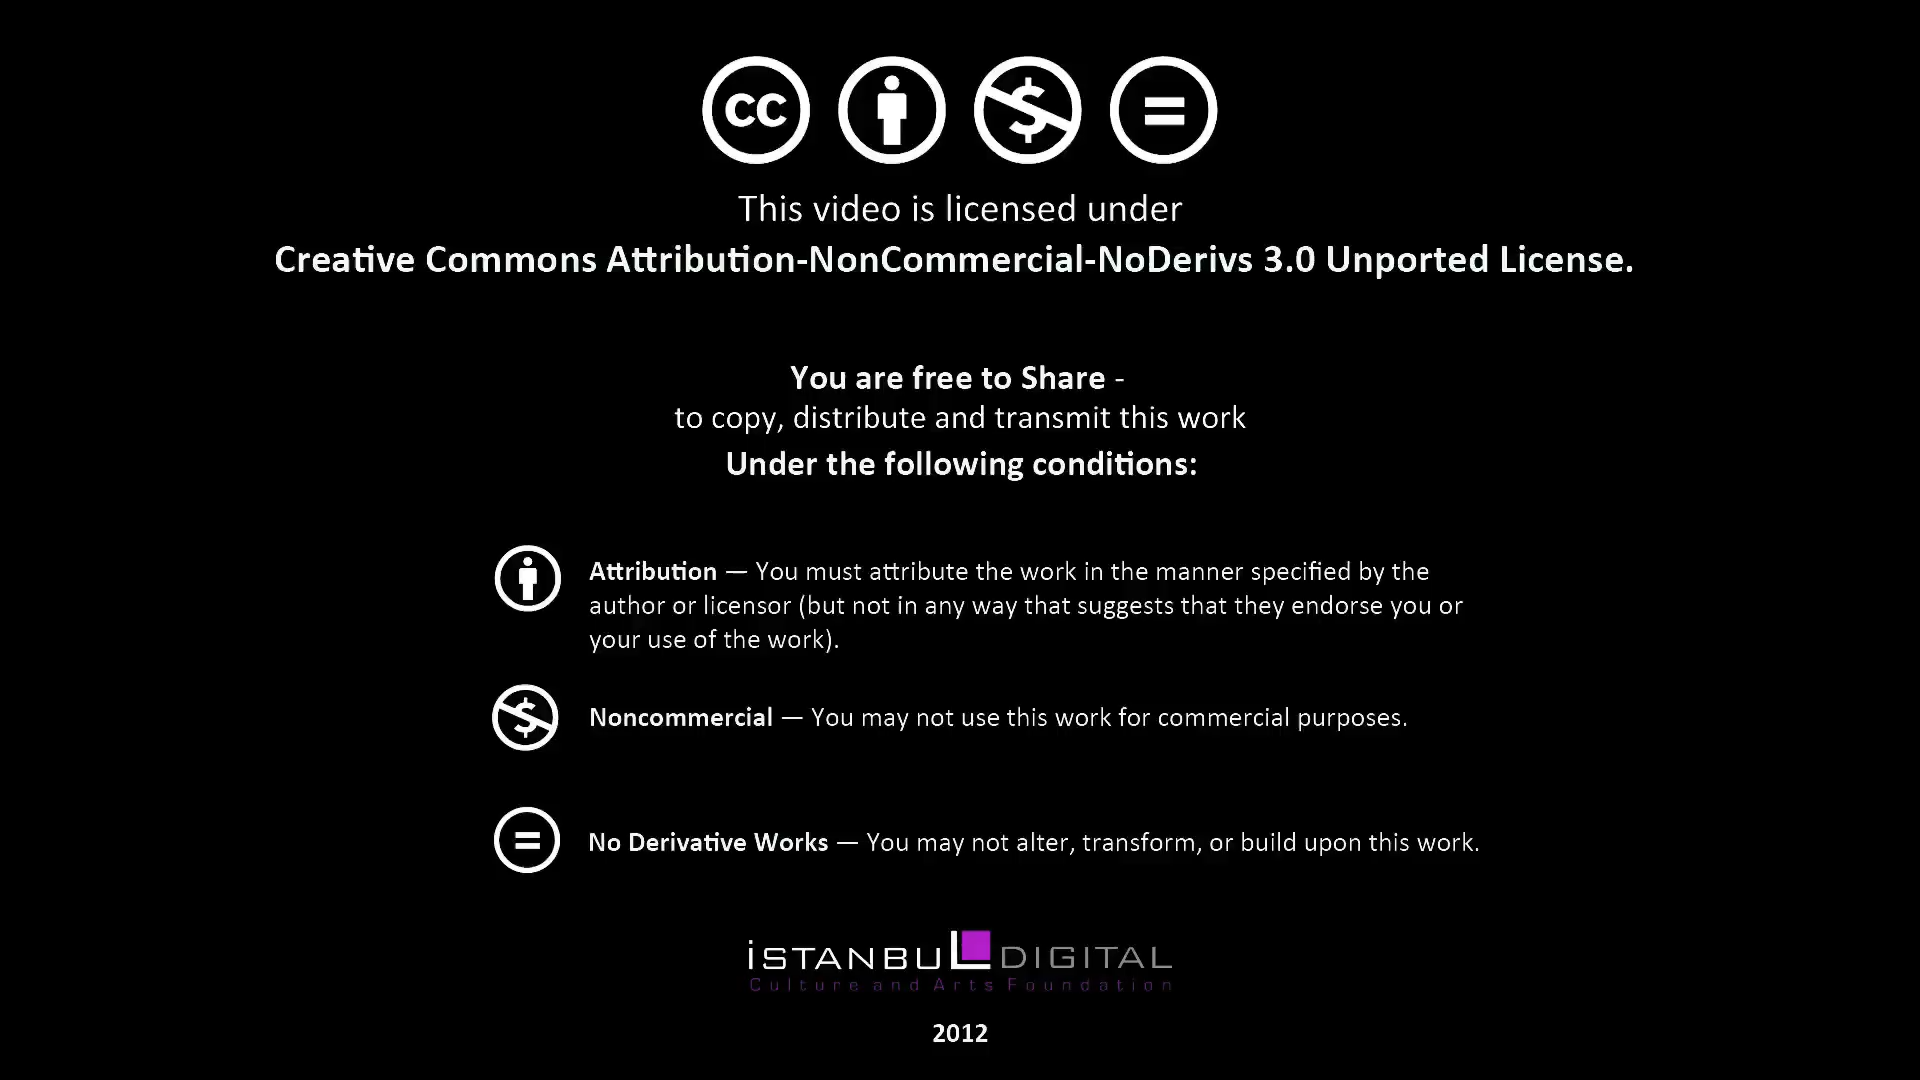 cc
This video is licensed under
Creative Commons Attribution-NonCommercial-NoDerivs 3.0 Unported License.
You are free to Share -
to copy, distribute and transmit this work
Under the following conditions:
Attribution — You must attribute the work in the manner specified by the
author or licensor (but not in any way that suggests that they endorse you or
your use of the work).
Noncommercial — You may not use this work for commercial purposes.
No Derivative Works — You may not alter, transform, or build upon this work.
iSTANBUL DIGITAL
Culture and Arts Foundation
2012